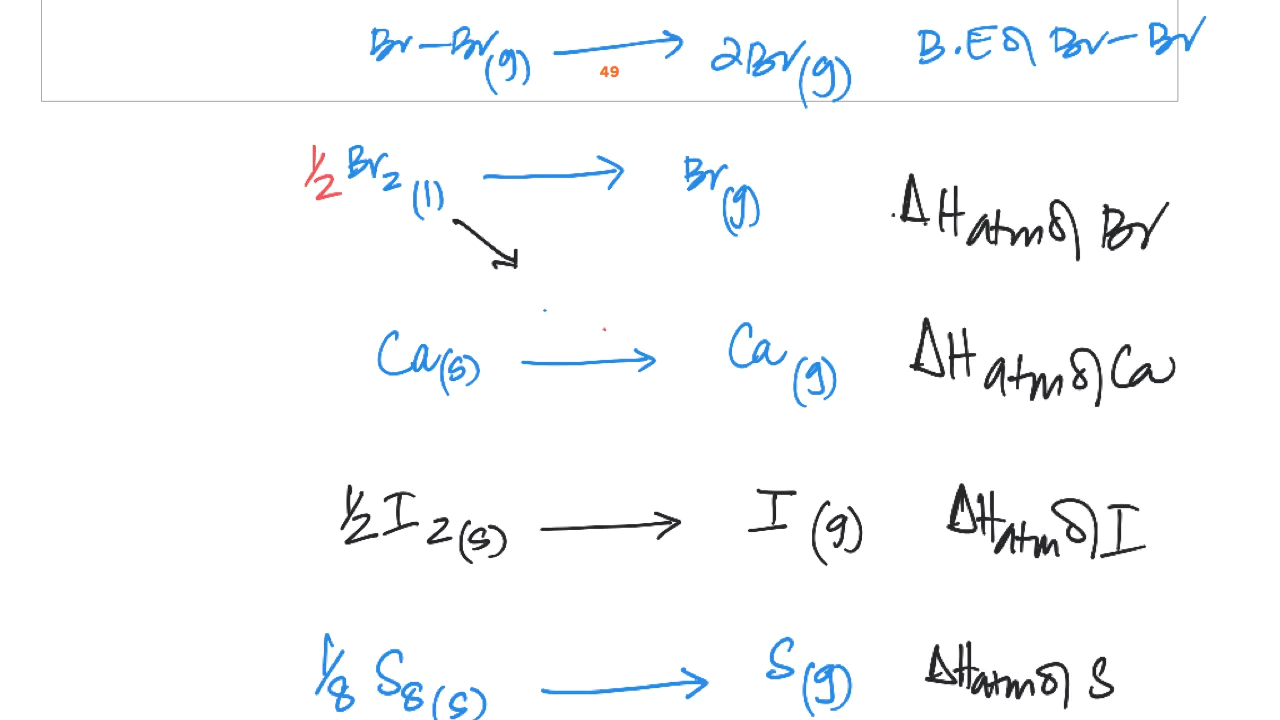 Br—Br(g) ⟶ 2Br(g) B.E of Br—Br
49
½Br₂(l) ⟶ Br(g) ΔHatm of Br
Ca(s) ⟶ Ca(g) ΔHatm of Ca
½I₂(s) ⟶ I(g) ΔHatm of I
⅛S₈(s) ⟶ S(g) ΔHatm of S